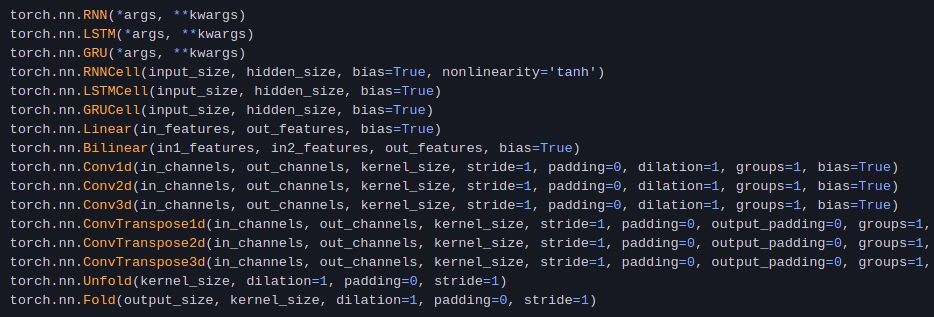 torch.nn.RNN(*args, **kwargs)
torch.nn.LSTM(*args, **kwargs)
torch.nn.GRU(*args, **kwargs)
torch.nn.RNNCell(input_size, hidden_size, bias=True, nonlinearity='tanh')
torch.nn.LSTMCell(input_size, hidden_size, bias=True)
torch.nn.GRUCell(input_size, hidden_size, bias=True)
torch.nn.Linear(in_features, out_features, bias=True)
torch.nn.Bilinear(in1_features, in2_features, out_features, bias=True)
torch.nn.Conv1d(in_channels, out_channels, kernel_size, stride=1, padding=0, dilation=1, groups=1, bias=True)
torch.nn.Conv2d(in_channels, out_channels, kernel_size, stride=1, padding=0, dilation=1, groups=1, bias=True)
torch.nn.Conv3d(in_channels, out_channels, kernel_size, stride=1, padding=0, dilation=1, groups=1, bias=True)
torch.nn.ConvTranspose1d(in_channels, out_channels, kernel_size, stride=1, padding=0, output_padding=0, groups=1,
torch.nn.ConvTranspose2d(in_channels, out_channels, kernel_size, stride=1, padding=0, output_padding=0, groups=1,
torch.nn.ConvTranspose3d(in_channels, out_channels, kernel_size, stride=1, padding=0, output_padding=0, groups=1,
torch.nn.Unfold(kernel_size, dilation=1, padding=0, stride=1)
torch.nn.Fold(output_size, kernel_size, dilation=1, padding=0, stride=1)